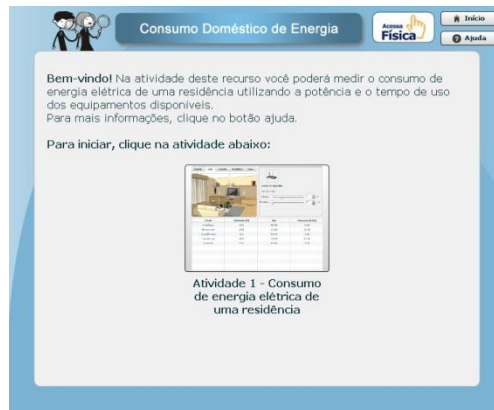 Consumo Doméstico de Energia
Acessa
Física
Início
Ajuda
Bem-vindo! Na atividade deste recurso você poderá medir o consumo de
energia elétrica de uma residência utilizando a potência e o tempo de uso
dos equipamentos disponíveis.
Para mais informações, clique no botão ajuda.
Para iniciar, clique na atividade abaixo:
Atividade 1 - Consumo
de energia elétrica de
uma residência